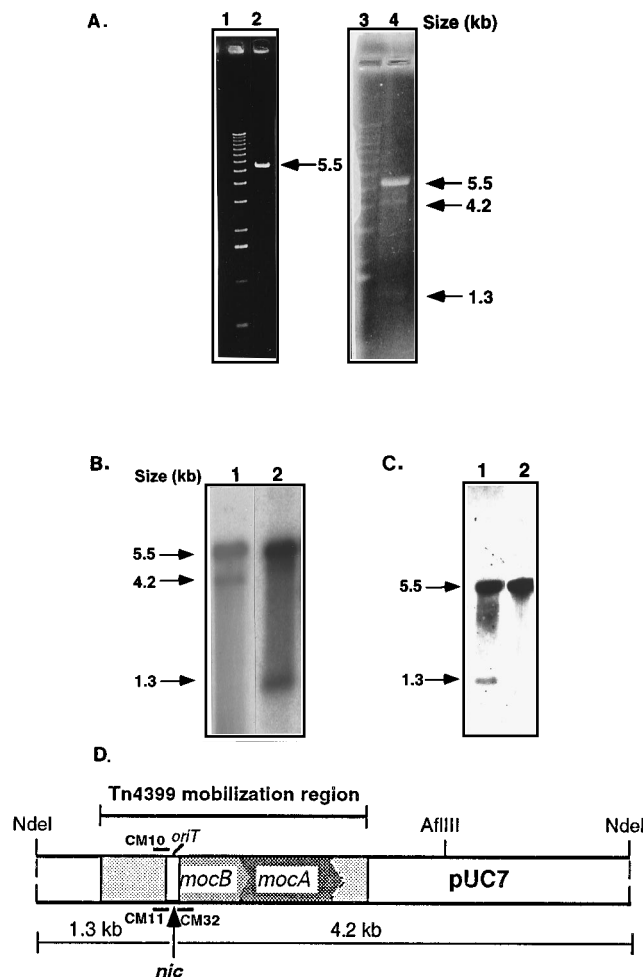 A.
1 2
3 4 Size (kb)
5.5
5.5
4.2
1.3
B.
Size (kb) 1 2
5.5
4.2
1.3
C.
1 2
5.5
1.3
D.
Tn4399 mobilization region
NdeI
CM10 oriT
AflIII
NdeI
mocB mocA
pUC7
CM11 CM32
1.3 kb
4.2 kb
nic